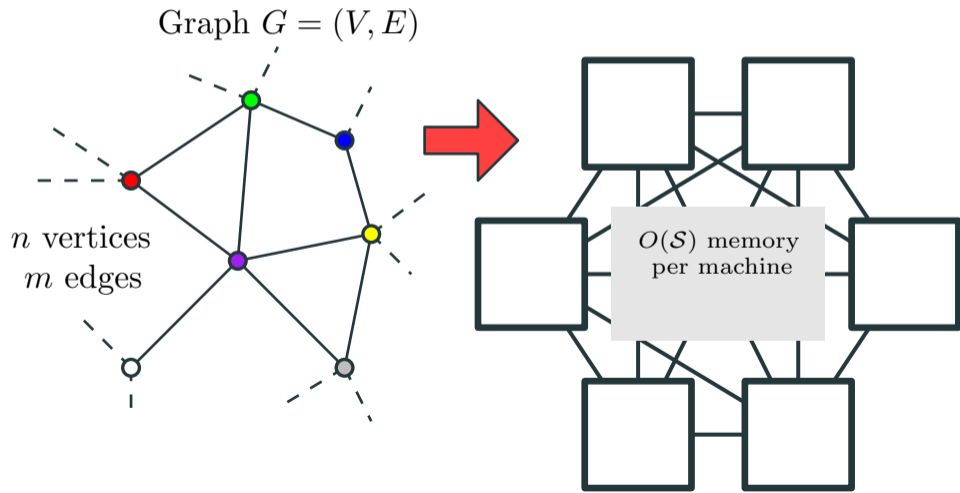 Graph G = (V, E)
n vertices
m edges
O(𝒮) memory
per machine